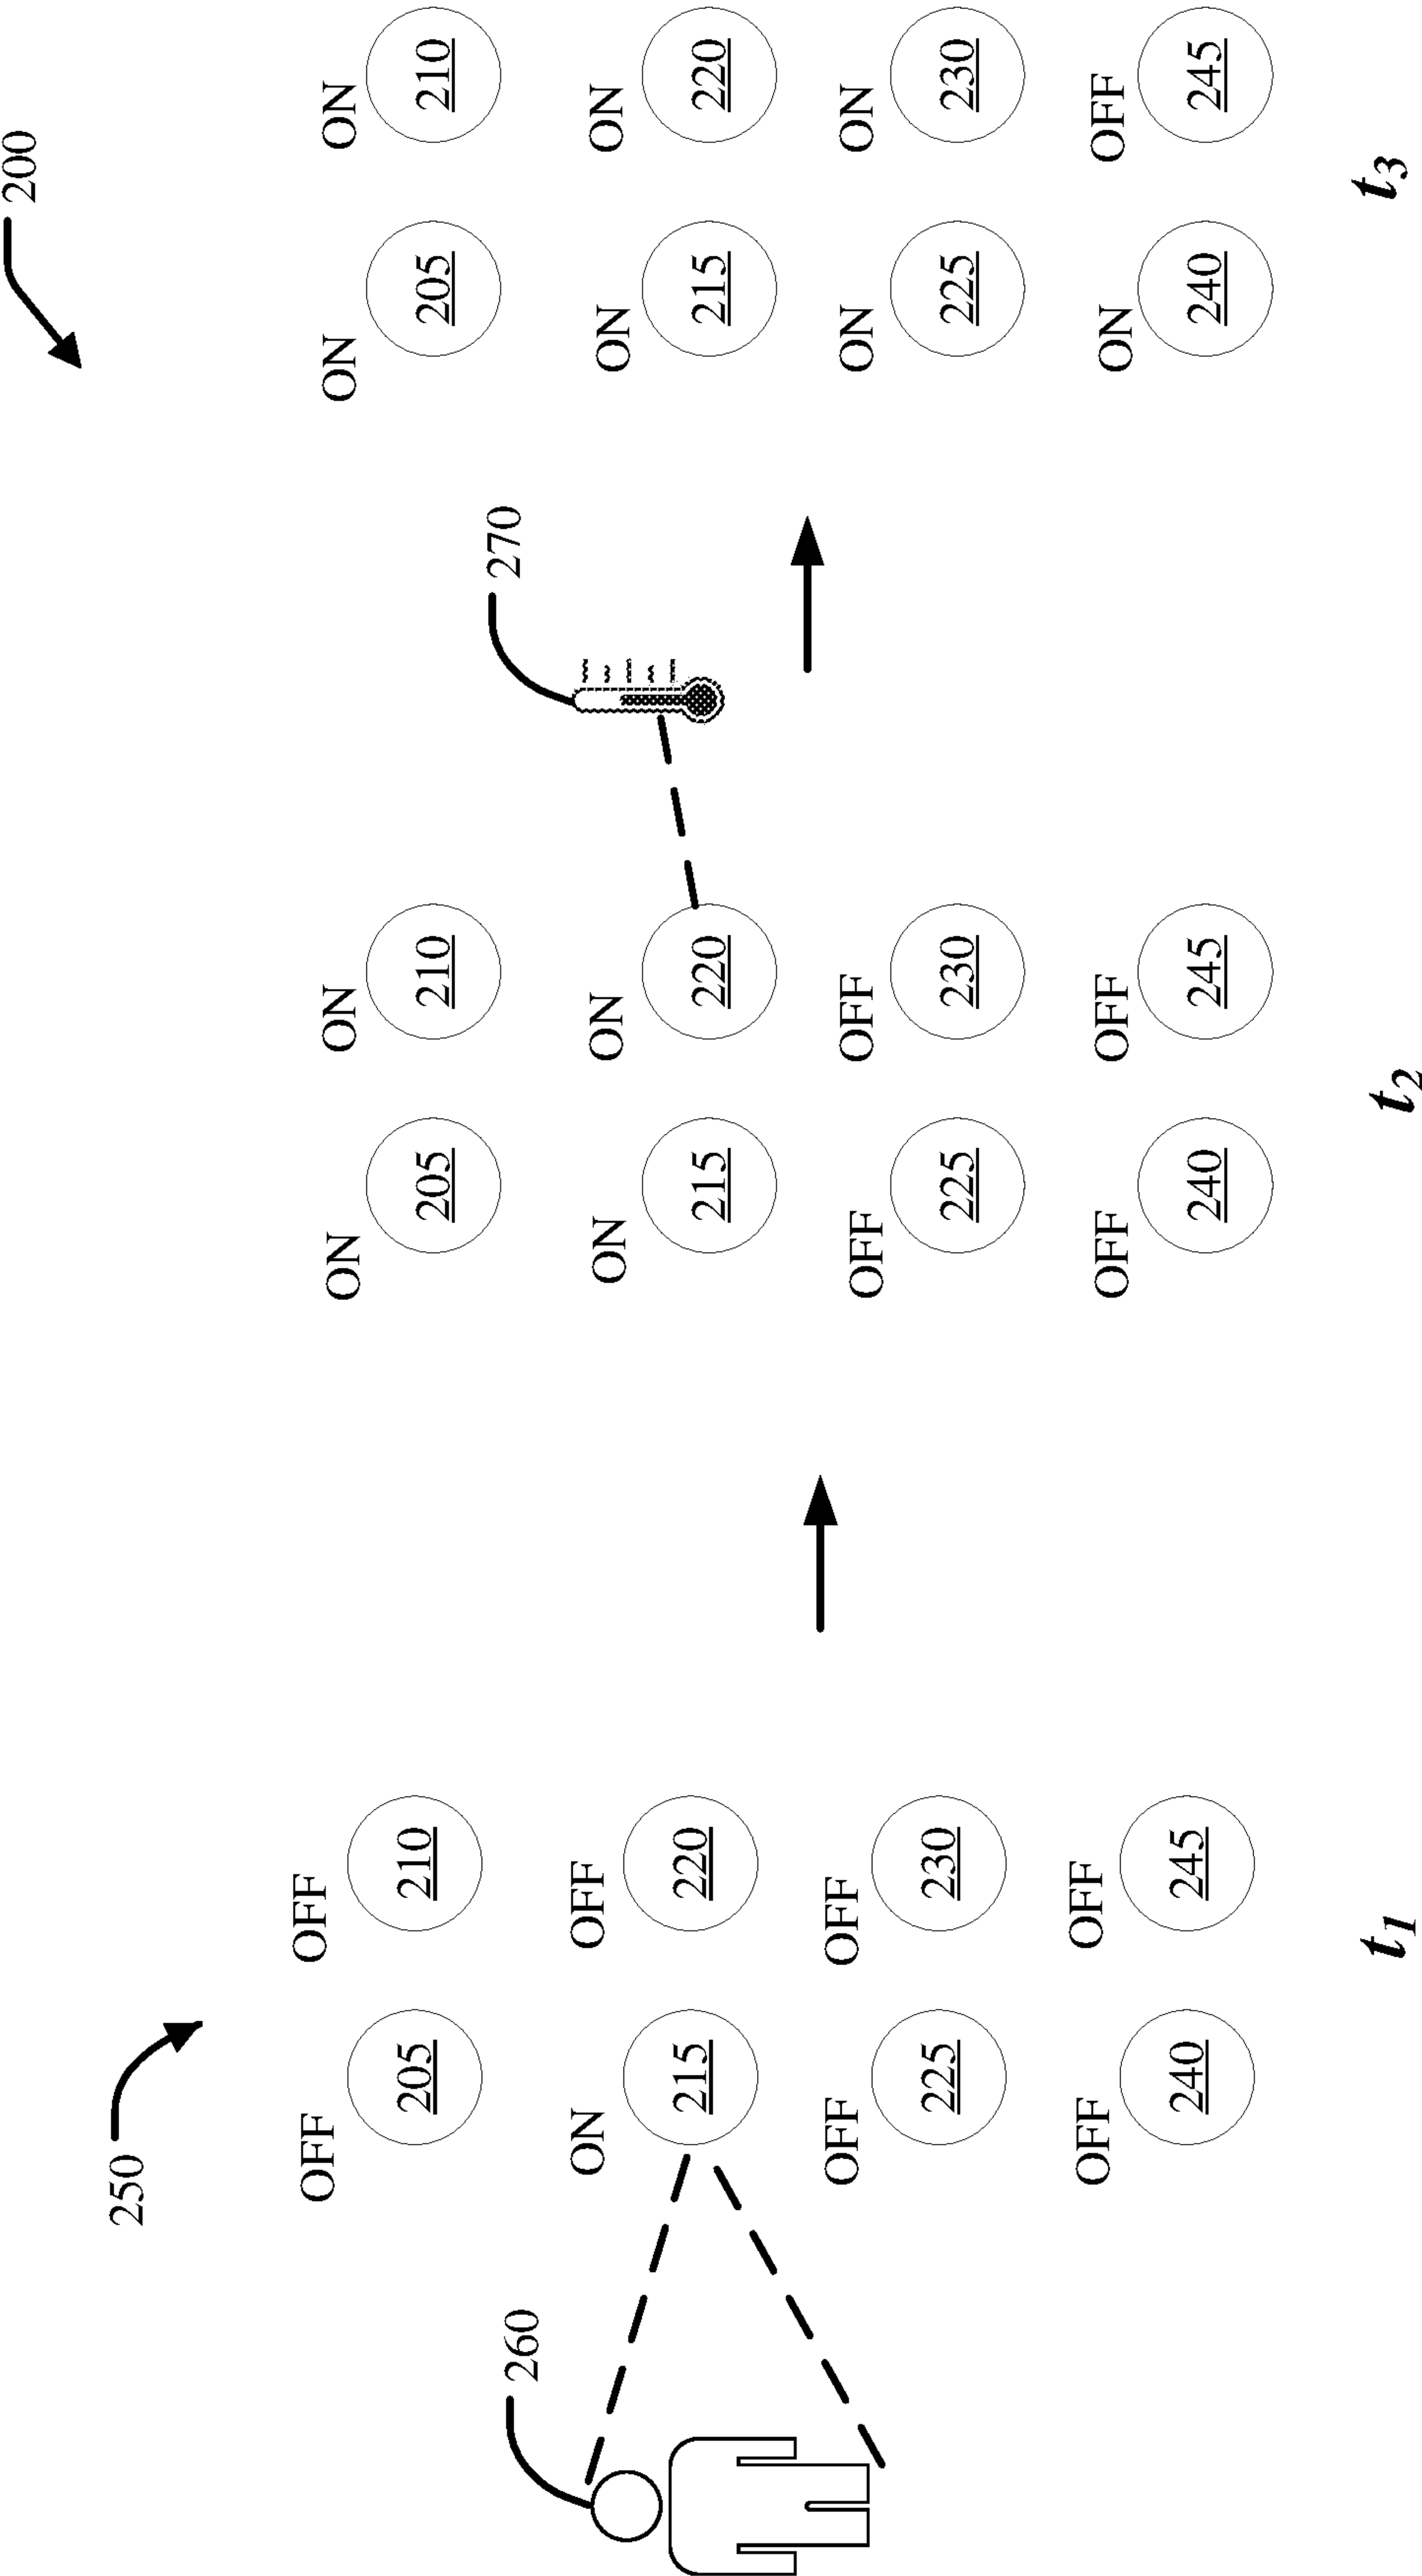 200
250
260
270
OFF OFF
205 210
ON OFF
215 220
OFF OFF
225 230
OFF OFF
240 245
t1
ON ON
205 210
ON ON
215 220
OFF OFF
225 230
OFF OFF
240 245
t2
ON ON
205 210
ON ON
215 220
ON ON
225 230
ON OFF
240 245
t3